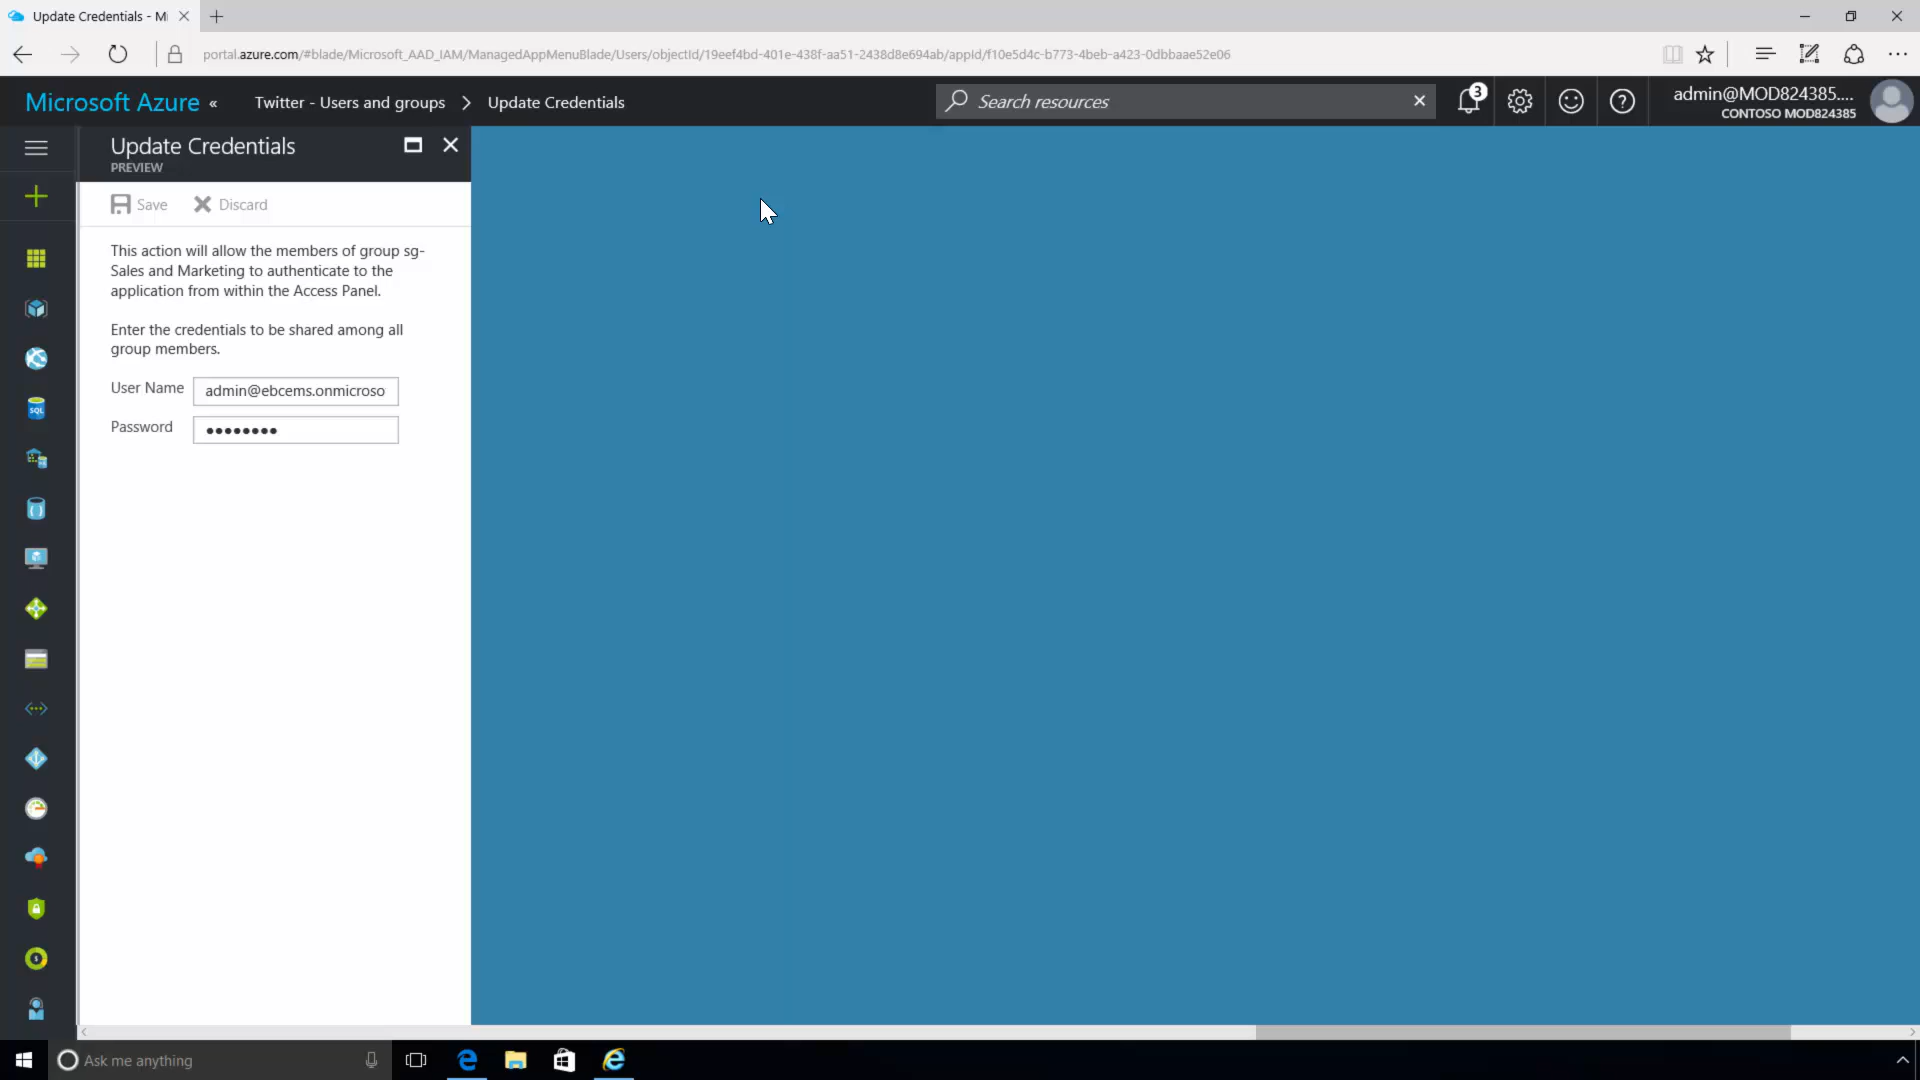 Update Credentials - Mi
portal.azure.com/#blade/Microsoft_AAD_IAM/ManagedAppMenuBlade/Users/objectId/19eef4bd-401e-438f-aa51-2438d8e694ab/appId/f10e5d4c-b773-4beb-a423-0dbbaae52e06
Microsoft Azure « Twitter - Users and groups > Update Credentials
Search resources
3
admin@MOD824385....
CONTOSO MOD824385
Update Credentials
PREVIEW
Save Discard
This action will allow the members of group sg-
Sales and Marketing to authenticate to the
application from within the Access Panel.
Enter the credentials to be shared among all
group members.
User Name admin@ebcems.onmicroso
Password ••••••••
SQL
Ask me anything